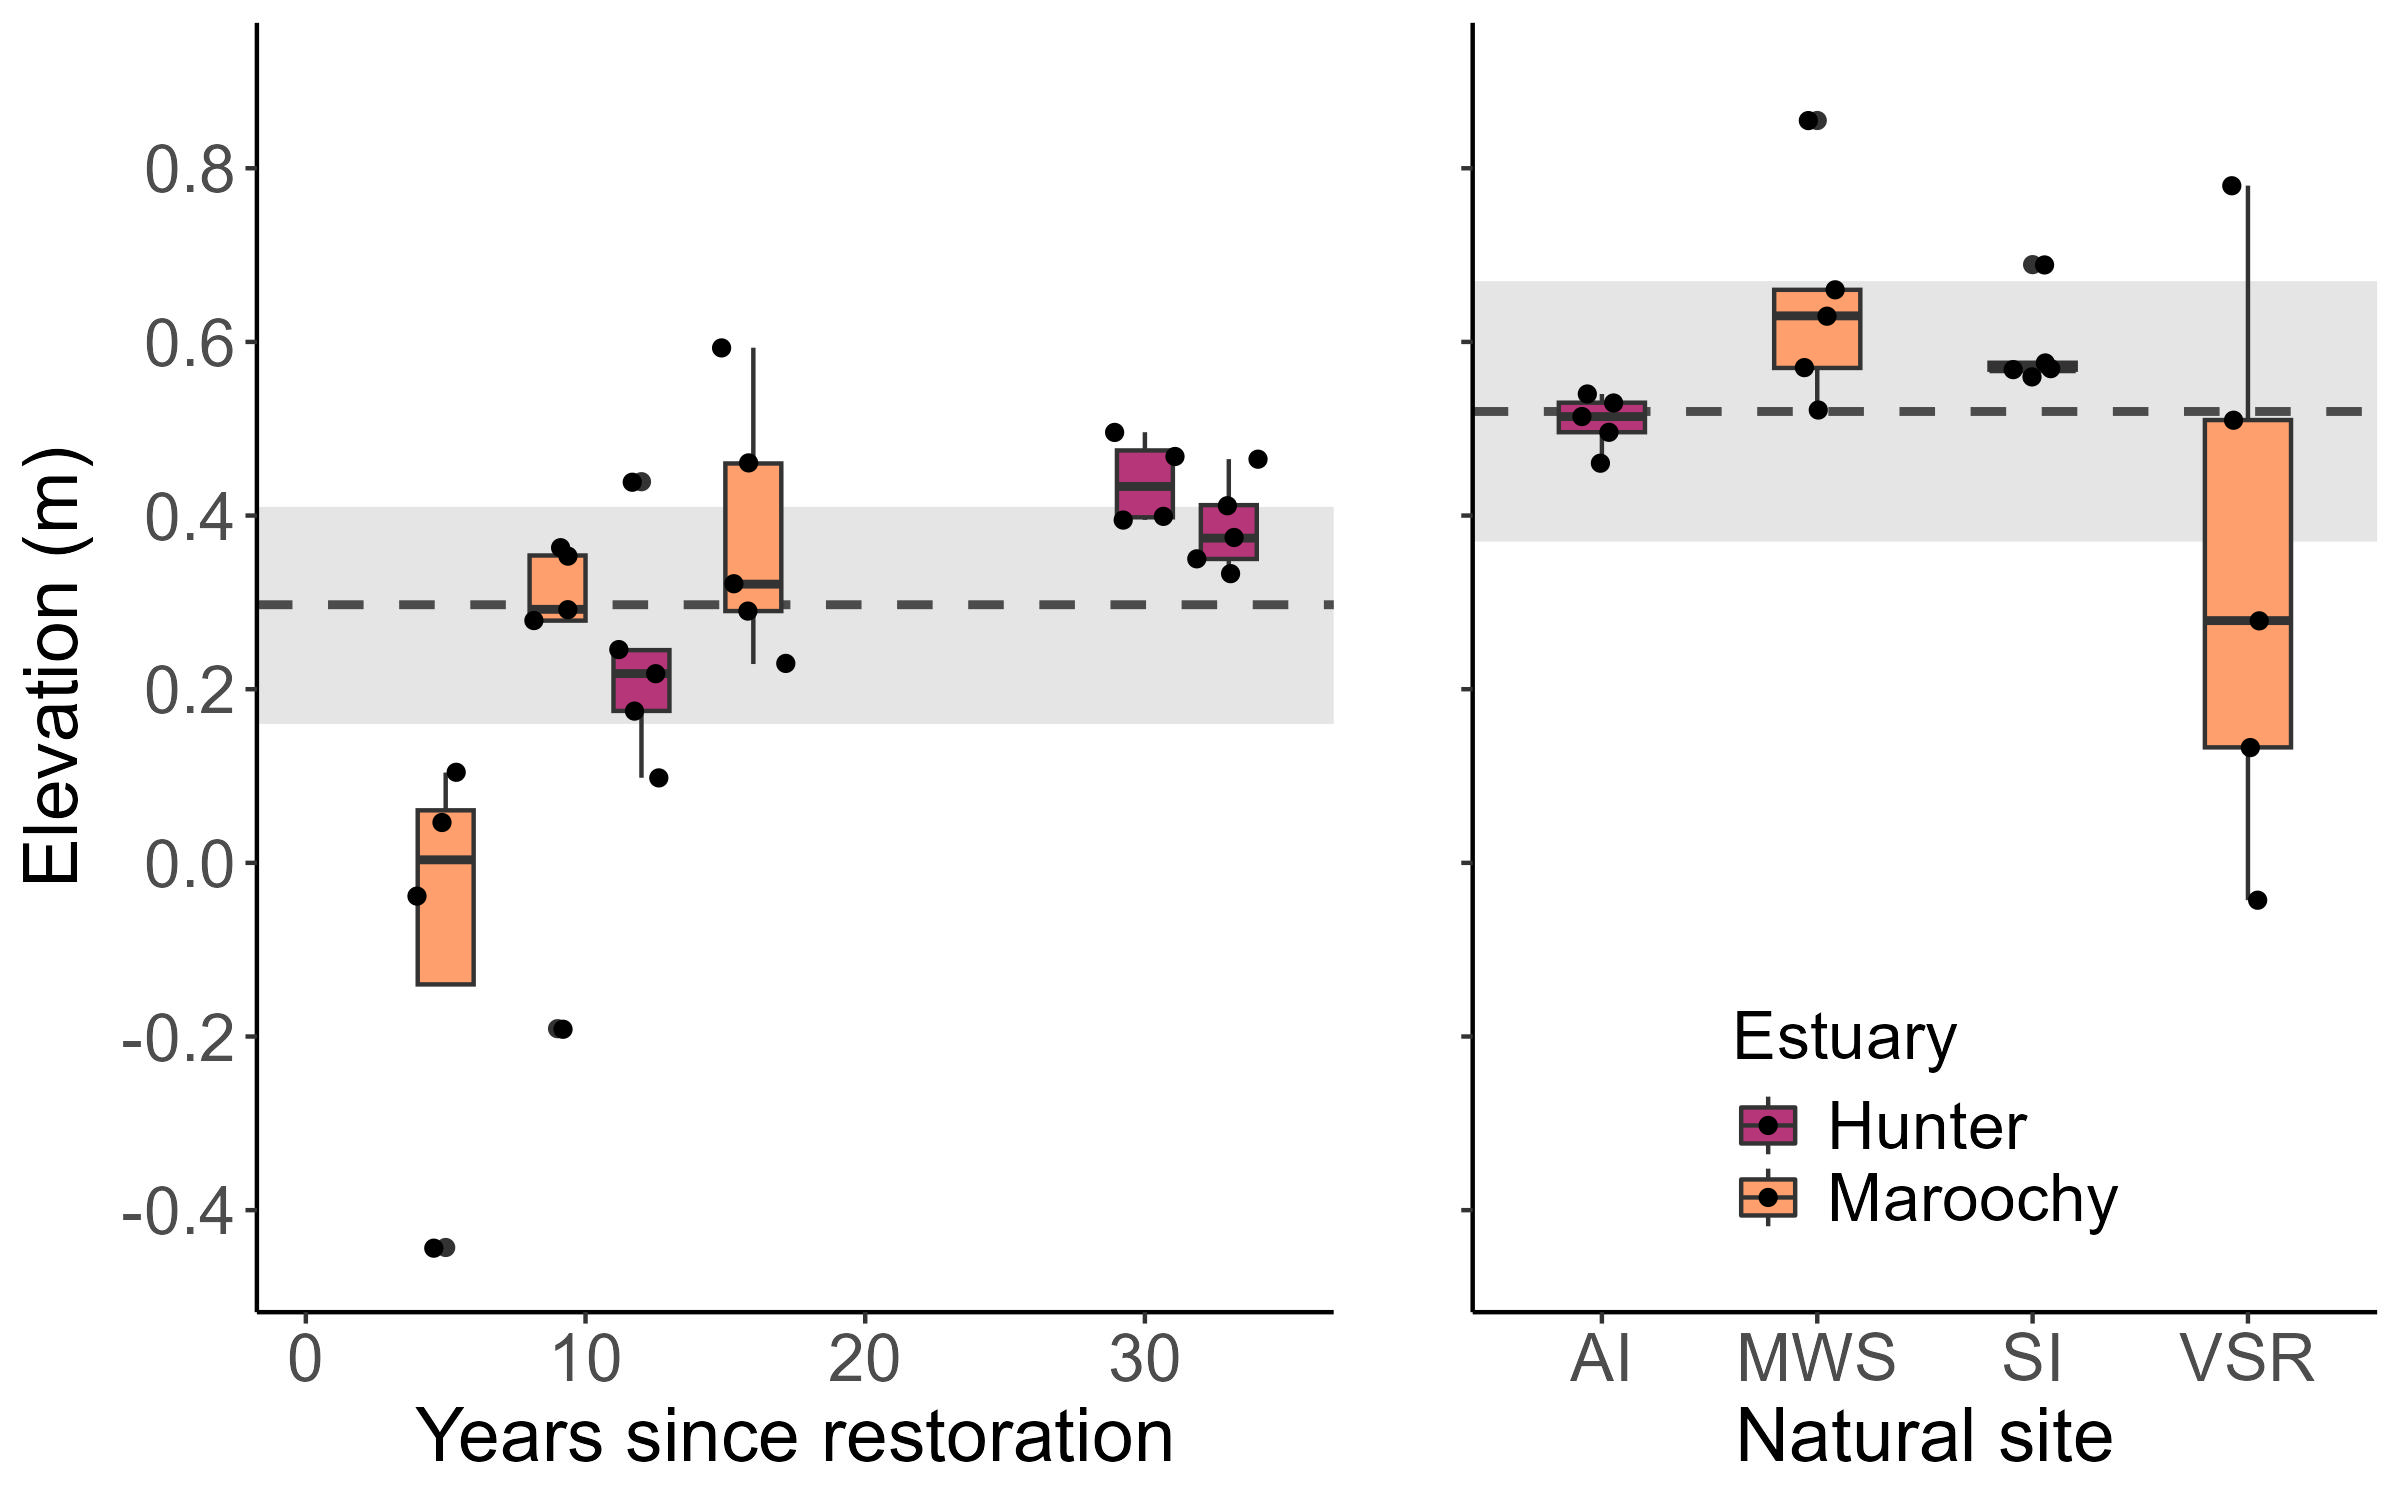 Elevation (m)
0.8
0.6
0.4
0.2
0.0
-0.2
-0.4
0 10 20 30
Years since restoration
Estuary
Hunter
Maroochy
AI MWS SI VSR
Natural site